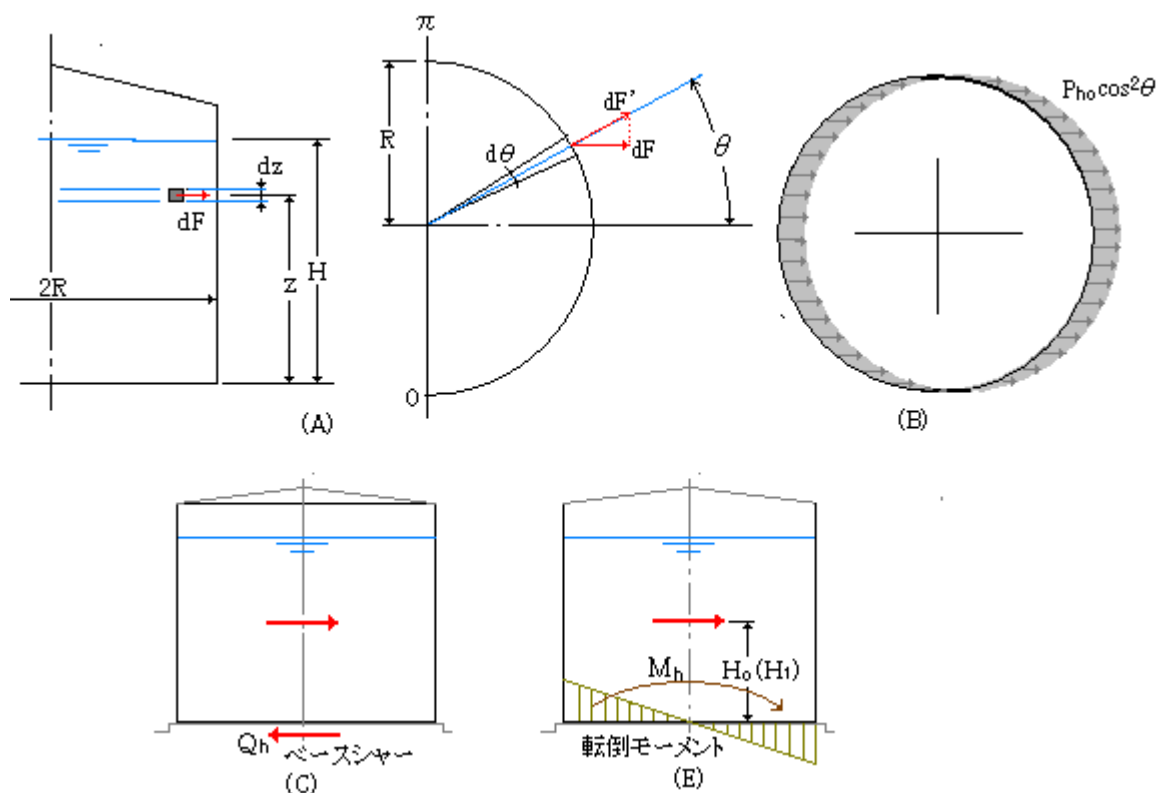 dz
dF
H
z
2R
(A)
π
R
dF'
dF
dθ
θ
0
Phocos²θ
(B)
Qh
ベースシャー
(C)
Mh
Ho(H1)
転倒モーメント
(E)